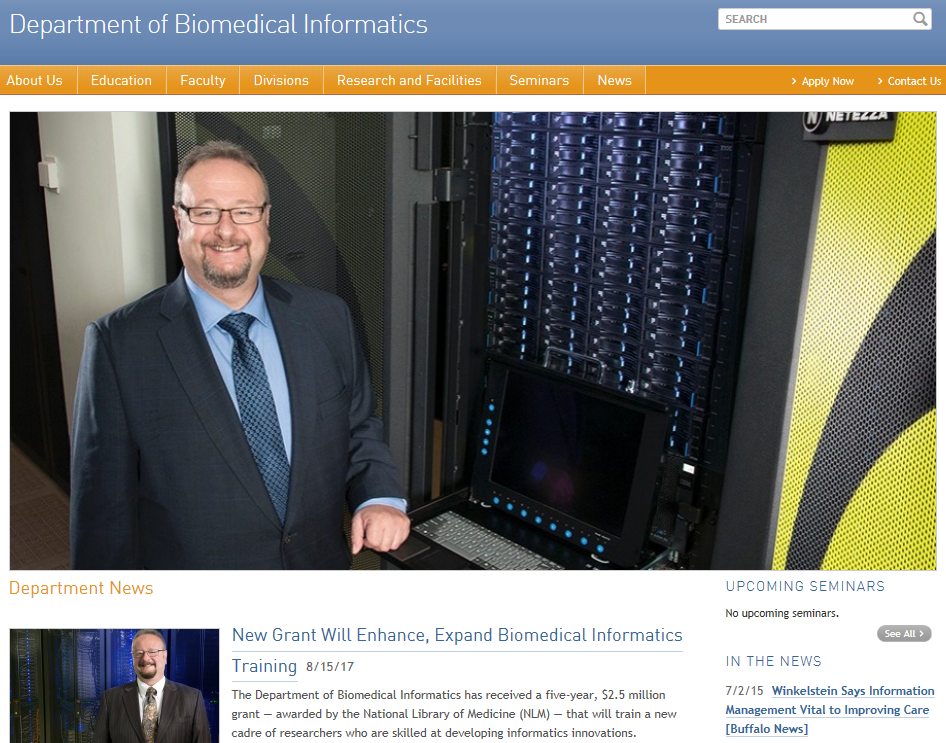 Department of Biomedical Informatics
SEARCH
About Us
Education
Faculty
Divisions
Research and Facilities
Seminars
News
Apply Now
Contact Us
NETEZZA
Department News
New Grant Will Enhance, Expand Biomedical Informatics
Training 8/15/17
The Department of Biomedical Informatics has received a five-year, $2.5 million
grant — awarded by the National Library of Medicine (NLM) — that will train a new
cadre of researchers who are skilled at developing informatics innovations.
UPCOMING SEMINARS
No upcoming seminars.
See All
IN THE NEWS
7/2/15 Winkelstein Says Information
Management Vital to Improving Care
[Buffalo News]